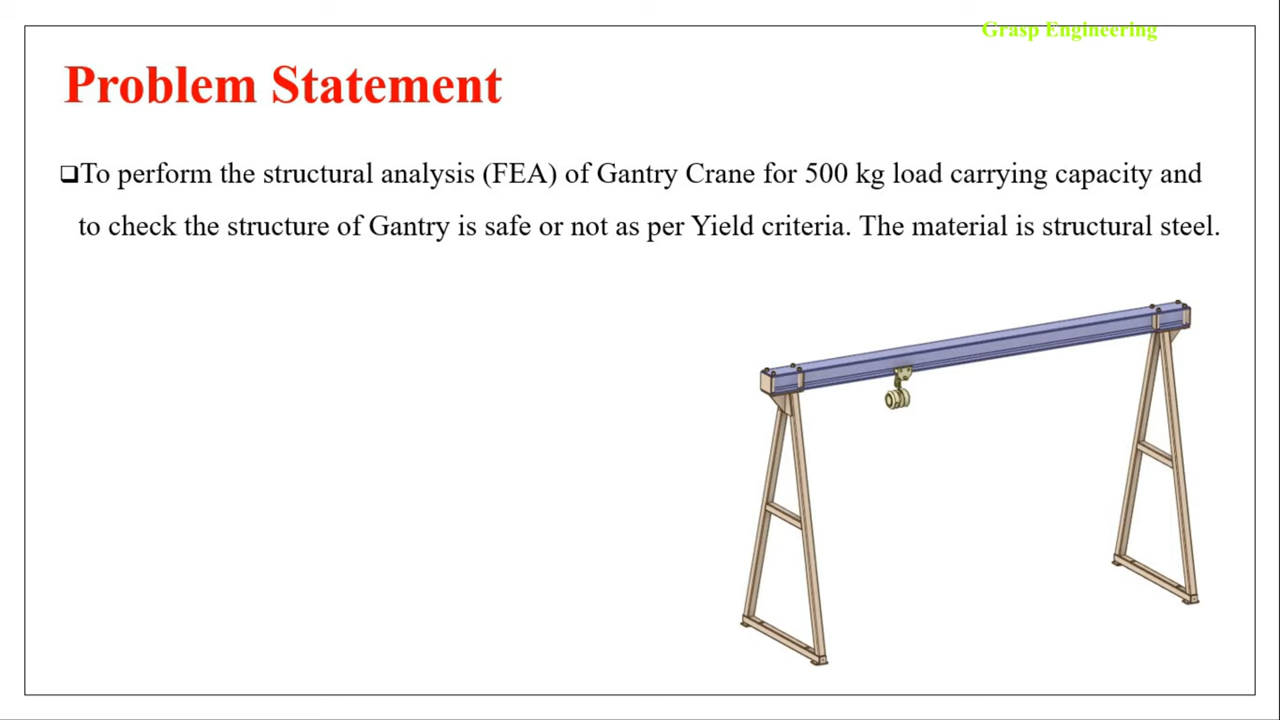 Grasp Engineering
Problem Statement
❑To perform the structural analysis (FEA) of Gantry Crane for 500 kg load carrying capacity and
to check the structure of Gantry is safe or not as per Yield criteria. The material is structural steel.